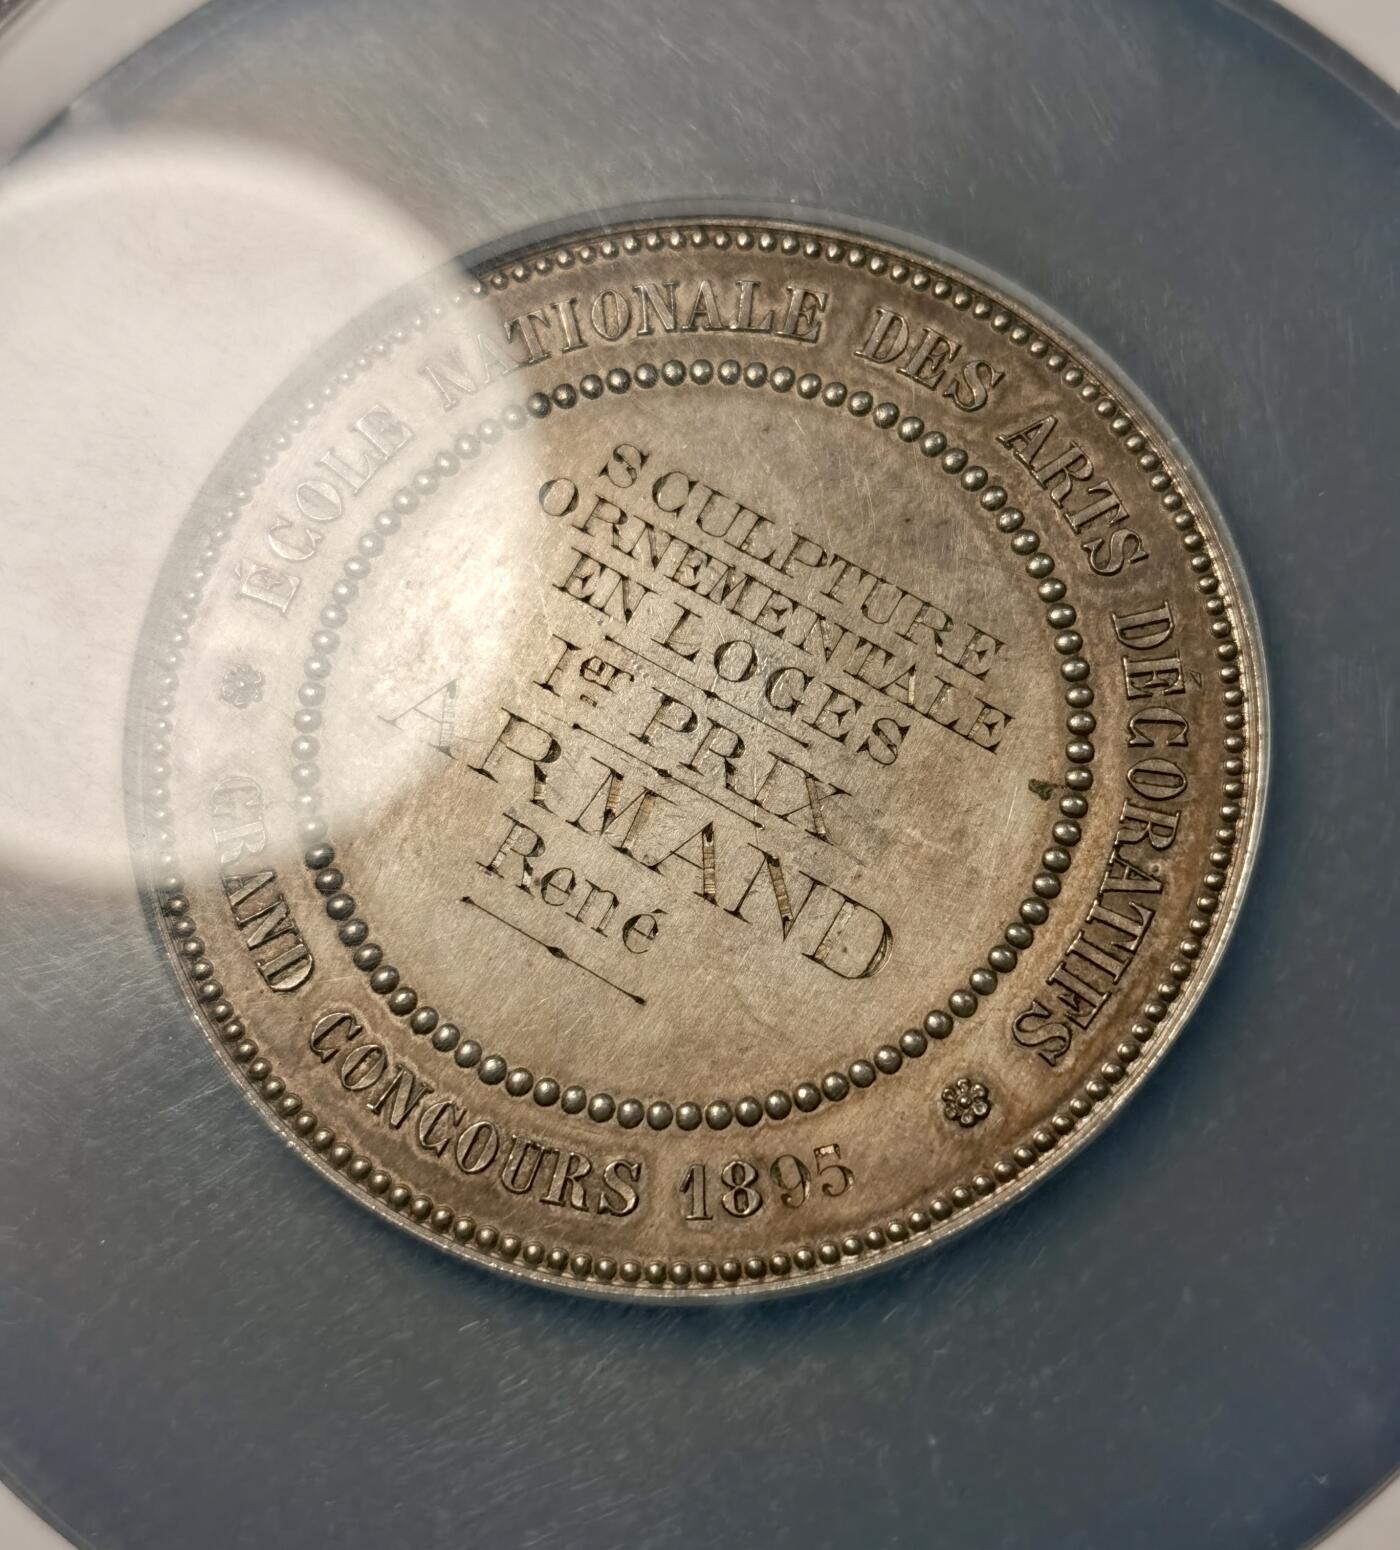 ÉCOLE NATIONALE DES ARTS DÉCORATIFS
SCULPTURE
ORNEMENTALE
EN LOGES
1er PRIX
ARMAND
René
GRAND CONCOURS 1895